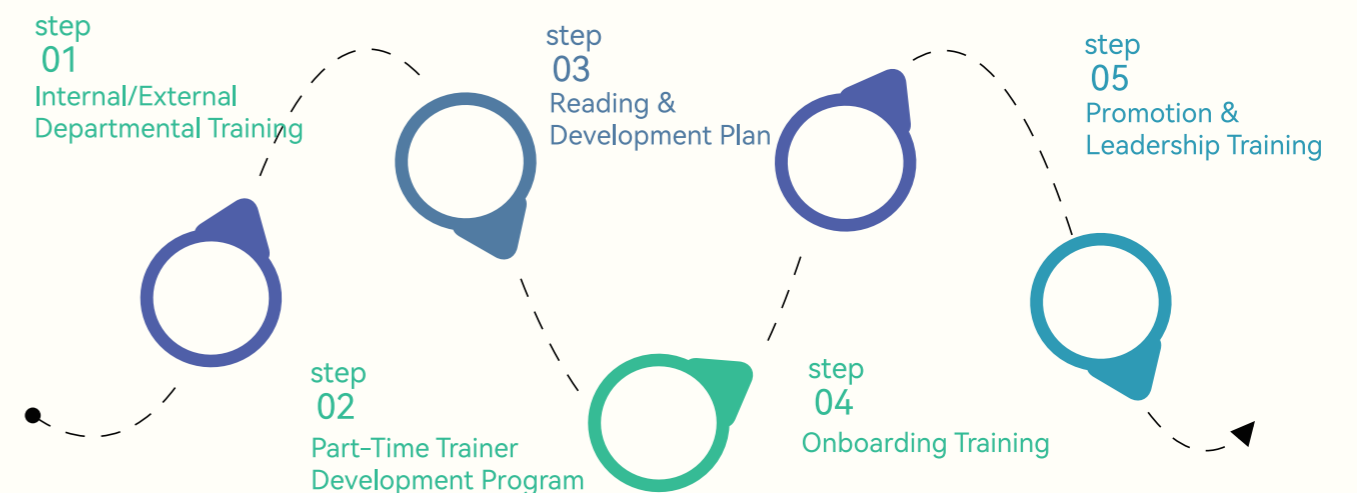 step
01
Internal/External
Departmental Training
step
02
Part-Time Trainer
Development Program
step
03
Reading &
Development Plan
step
04
Onboarding Training
step
05
Promotion &
Leadership Training